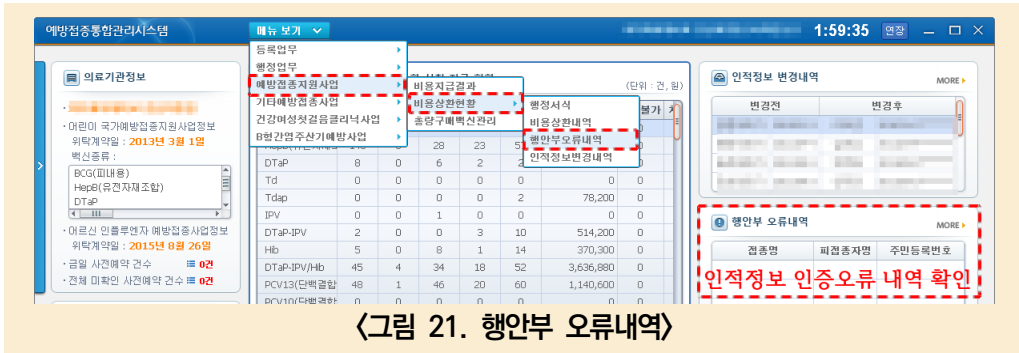 예방접종통합관리시스템
메뉴 보기
1:59:35 연장
의료기관정보
· 어린이 국가예방접종지원사업정보
위탁계약일 : 2013년 3월 1일
백신종류 :
BCG(피내용)
HepB(유전자재조합)
DTaP
· 어르신 인플루엔자 예방접종사업정보
위탁계약일 : 2015년 8월 26일
· 금일 사전예약 건수 0건
· 전체 미확인 사전예약 건수 0건
등록업무
행정업무
예방접종지원사업
기타예방접종사업
건강여성첫걸음클리닉사업
B형간염주산기예방사업
비용지급결과
비용상환현황
총량구매백신관리
행정서식
비용상환내역
행안부오류내역
인적정보변경내역
(단위 : 건, 원)
불가
28 23
DTaP 8 0 6 2
Td 0 0 0 0 0 0 0
Tdap 0 0 0 0 2 78,200 0
IPV 0 0 1 0 0 0 0
DTaP-IPV 2 0 0 3 10 514,200 0
Hib 5 0 8 1 14 370,300 0
DTaP-IPV/Hib 45 4 34 18 52 3,636,880 0
PCV13(단백결합 48 1 46 20 60 1,140,600 0
PCV10(단백결합 0 0 0 0 0 0 0
인적정보 변경내역 MORE
변경전 변경후
행안부 오류내역 MORE
접종명 피접종자명 주민등록번호
인적정보 인증오류 내역 확인
〈그림 21. 행안부 오류내역〉